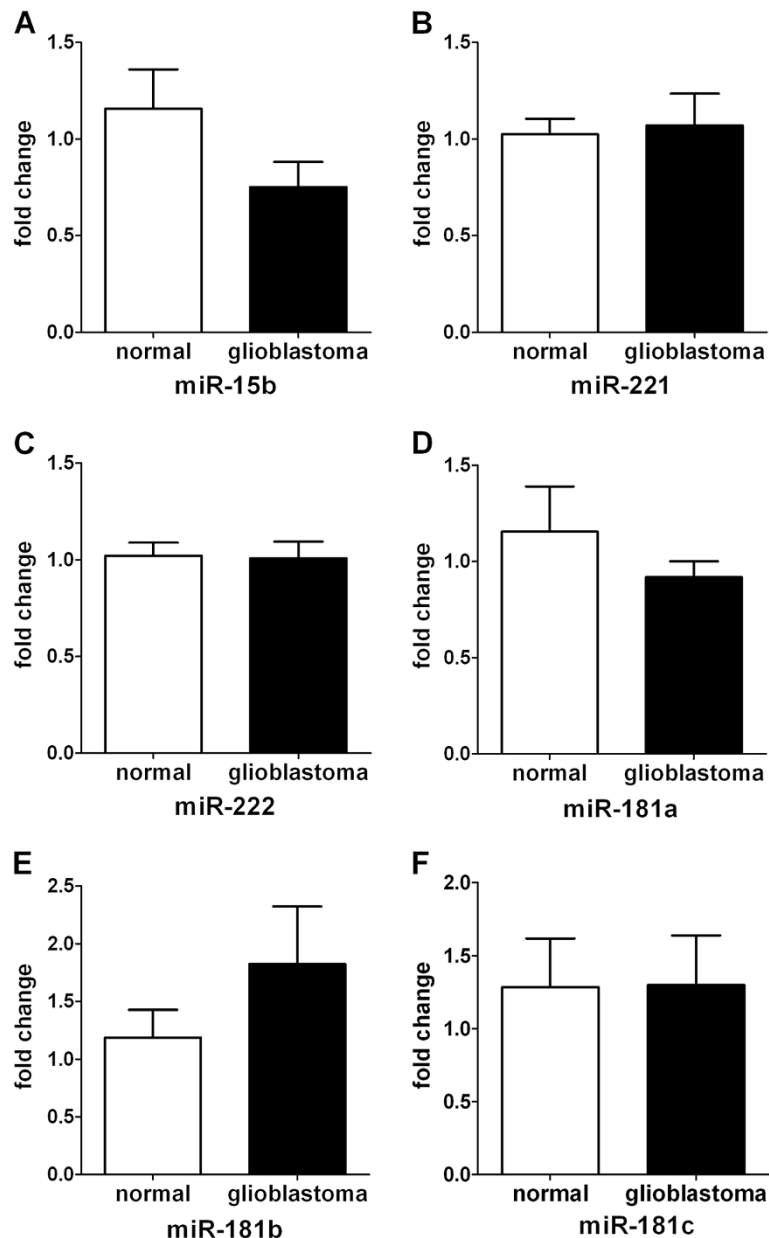 A
fold change
1.5
1.0
0.5
0.0
normal glioblastoma
miR-15b
B
fold change
1.5
1.0
0.5
0.0
normal glioblastoma
miR-221
C
fold change
1.5
1.0
0.5
0.0
normal glioblastoma
miR-222
D
fold change
1.5
1.0
0.5
0.0
normal glioblastoma
miR-181a
E
fold change
2.5
2.0
1.5
1.0
0.5
0.0
normal glioblastoma
miR-181b
F
fold change
2.0
1.5
1.0
0.5
0.0
normal glioblastoma
miR-181c